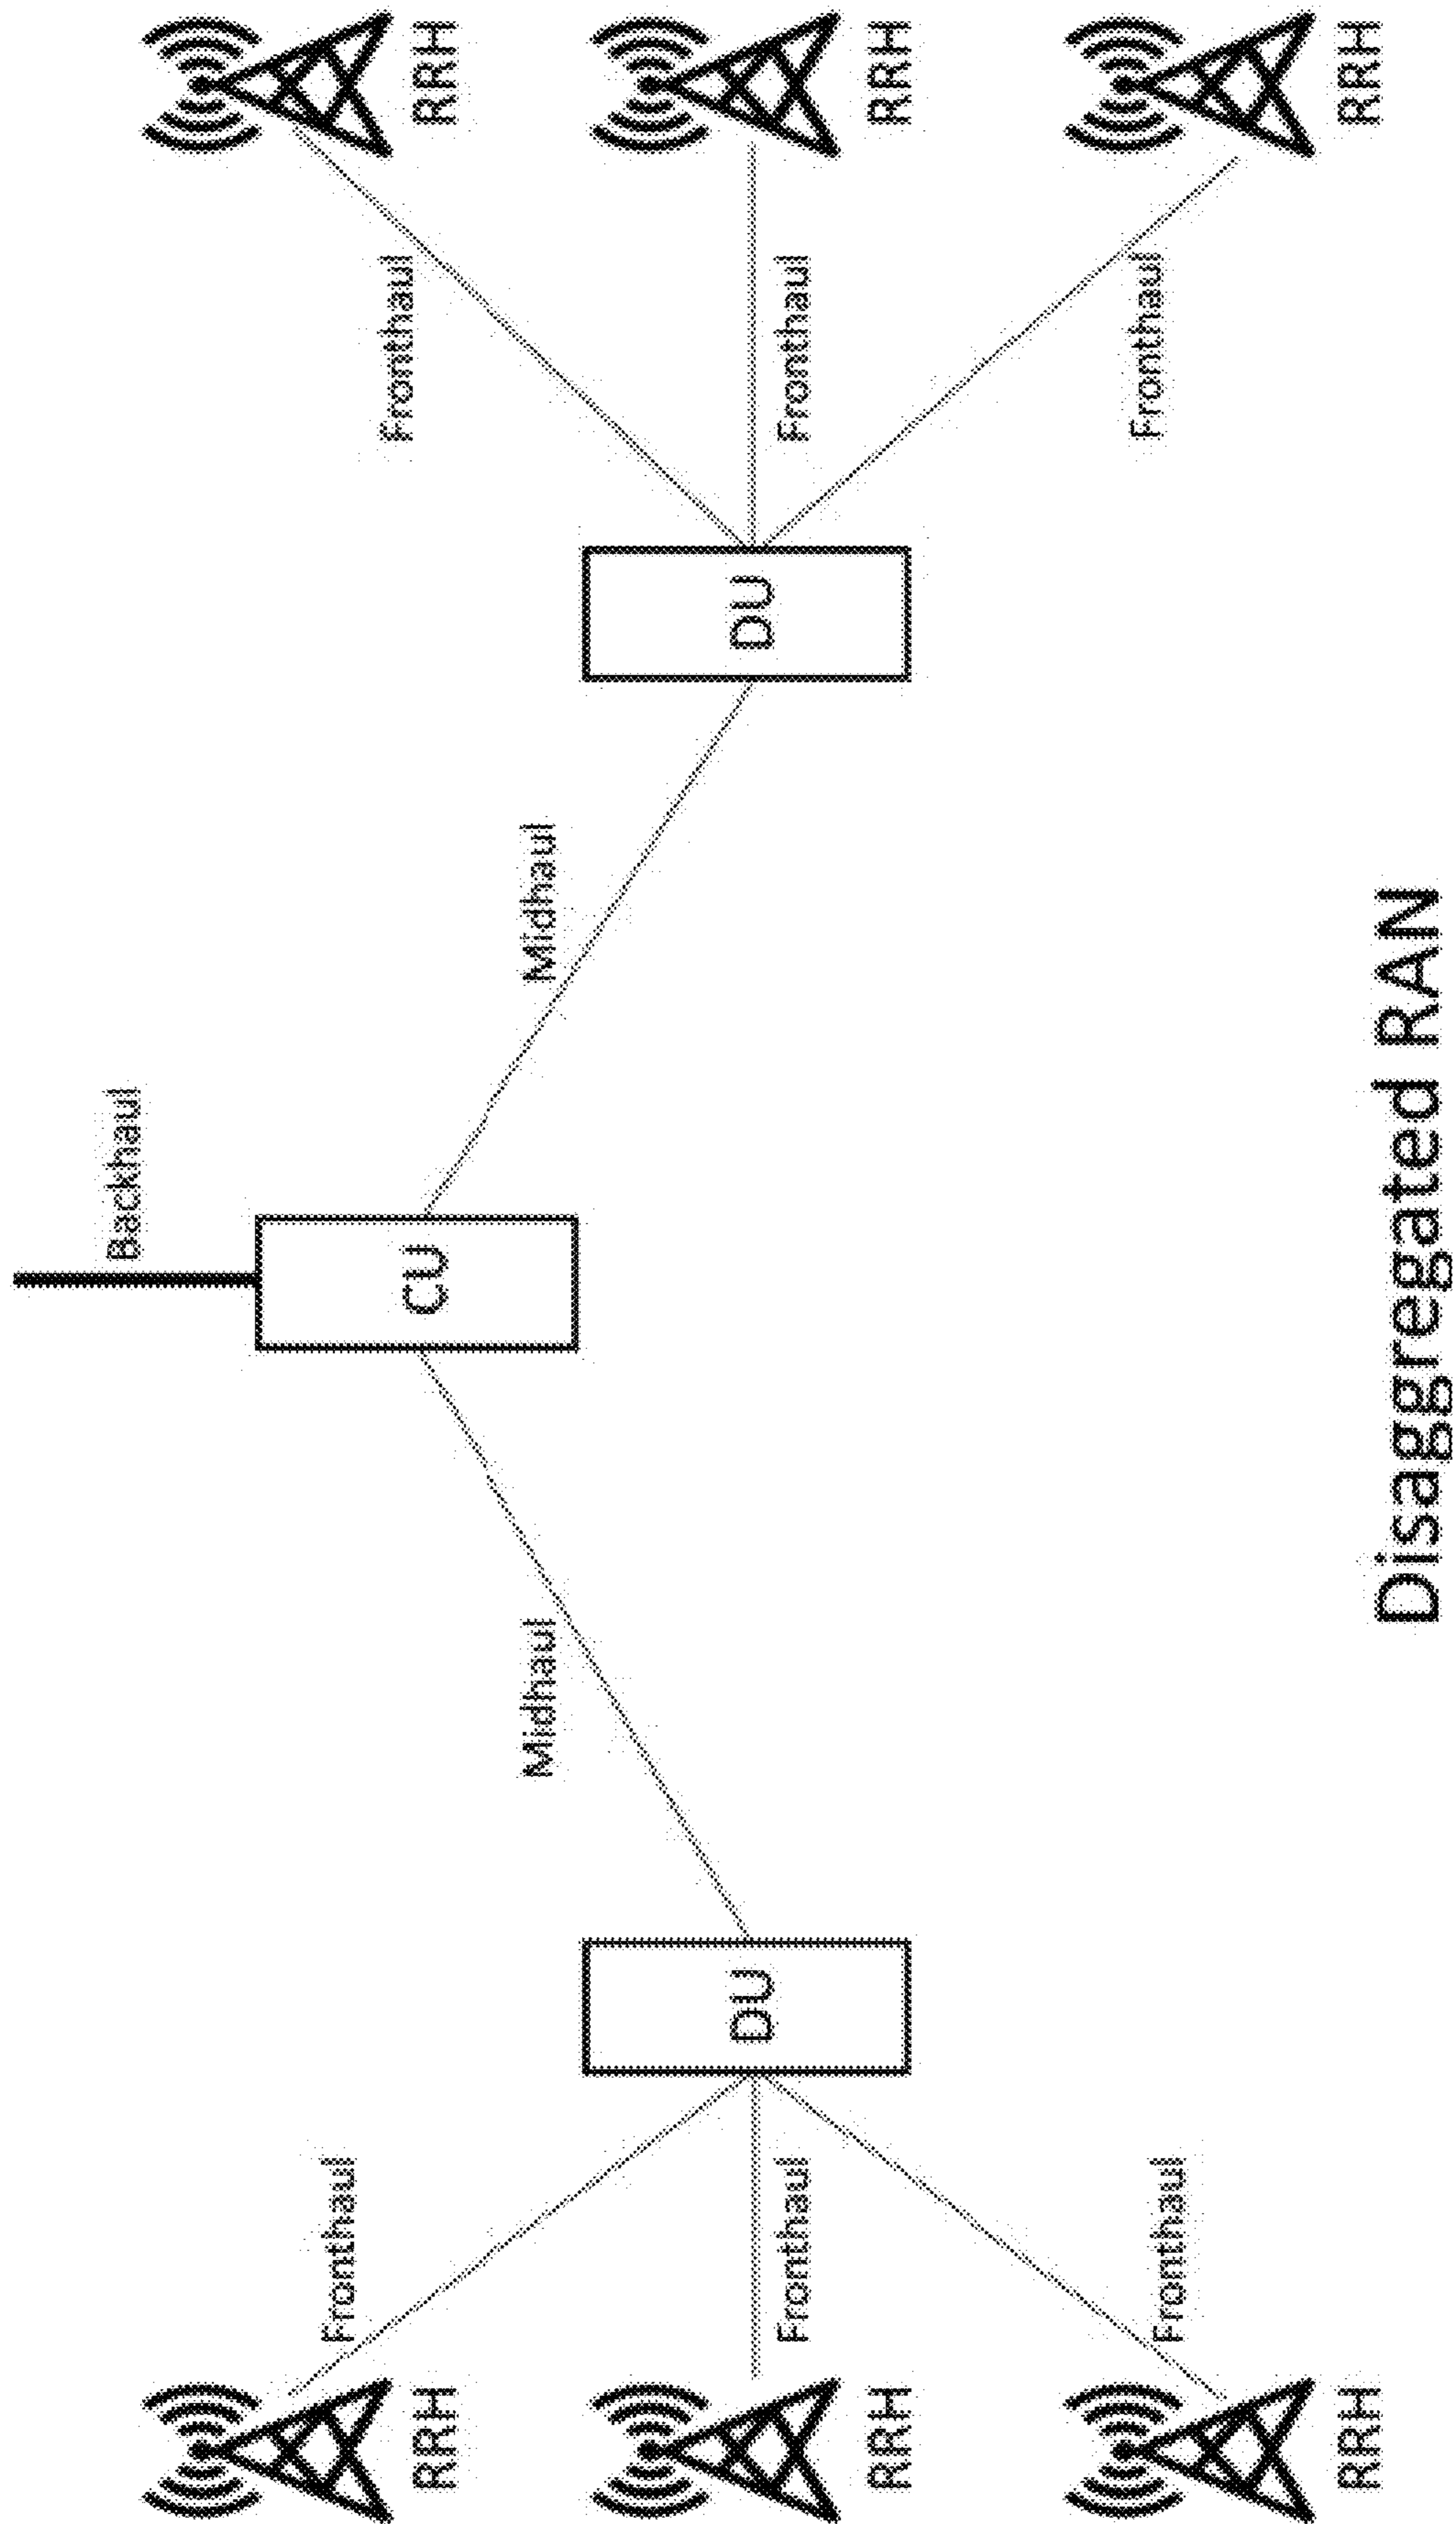 Backhaul
Fronthaul
Fronthaul
CU
RRH
RRH
Midhaul
Midhaul
DU
DU
Fronthaul
Fronthaul
RRH
RRH
Fronthaul
Fronthaul
RRH
RRH
Disaggregated RAN